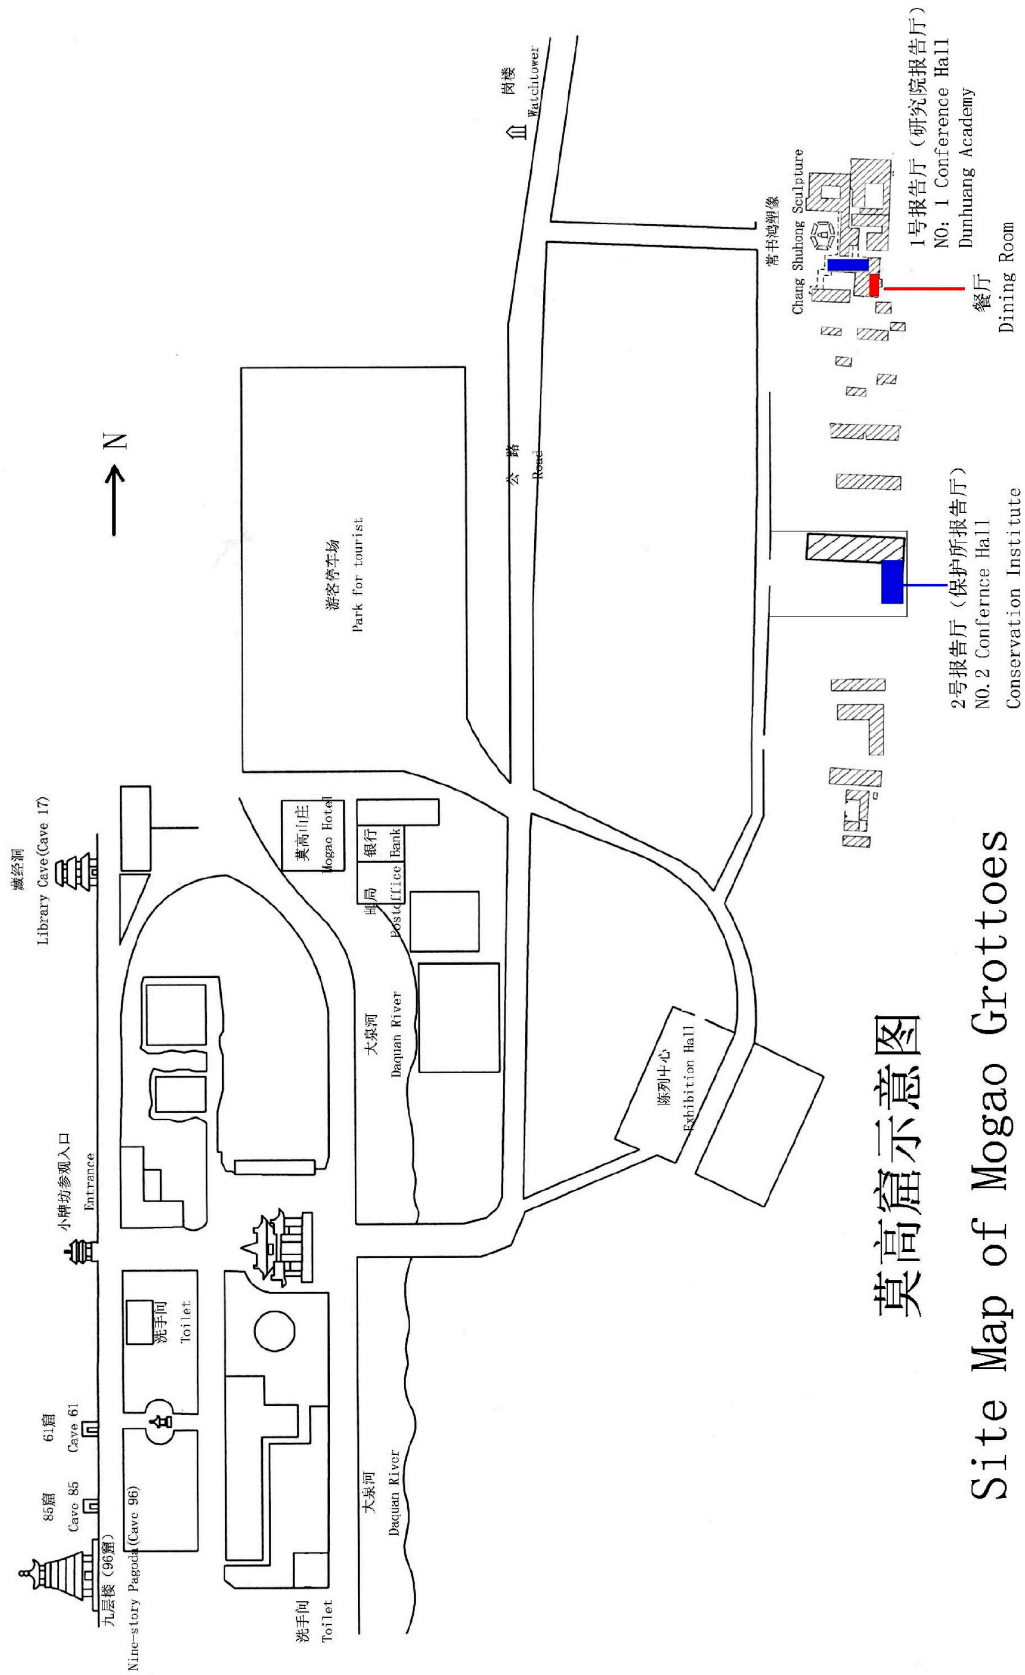 九层楼（96窟）
Nine-story Pagoda(Cave 96)
85窟
Cave 85
61窟
Cave 61
小牌坊参观入口
Entrance
藏经洞
Library Cave(Cave 17)
N
洗手间
Toilet
洗手间
Toilet
大泉河
Daquan River
大泉河
Daquan River
莫高山庄
Mogao Hotel
银行
Bank
邮局
Postoffice
游客停车场
Park for tourist
公 路
Road
岗楼
Watchtower
陈列中心
Exhibition Hall
常书鸿塑像
Chang Shuhong Sculpture
1号报告厅（研究院报告厅）
NO: 1 Conference Hall
Dunhuang Academy
餐厅
Dining Room
2号报告厅（保护所报告厅）
NO.2 Confernce Hall
Conservation Institute
莫高窟示意图
Site Map of Mogao Grottoes